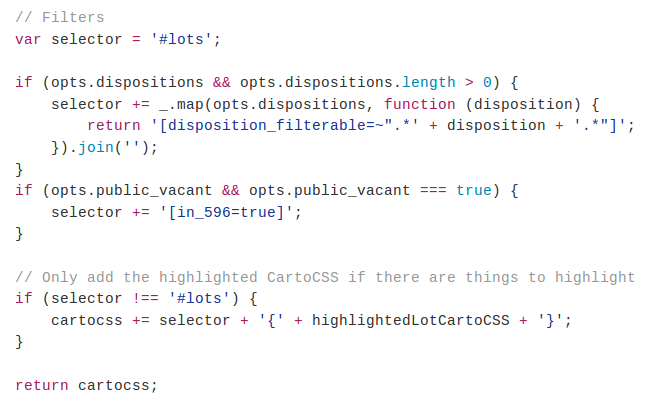 // Filters
var selector = '#lots';

if (opts.dispositions && opts.dispositions.length > 0) {
    selector += _.map(opts.dispositions, function (disposition) {
        return '[disposition_filterable=~".*' + disposition + '.*"]';
    }).join('');
}
if (opts.public_vacant && opts.public_vacant === true) {
    selector += '[in_596=true]';
}

// Only add the highlighted CartoCSS if there are things to highlight
if (selector !== '#lots') {
    cartocss += selector + '{' + highlightedLotCartoCSS + '}';
}

return cartocss;